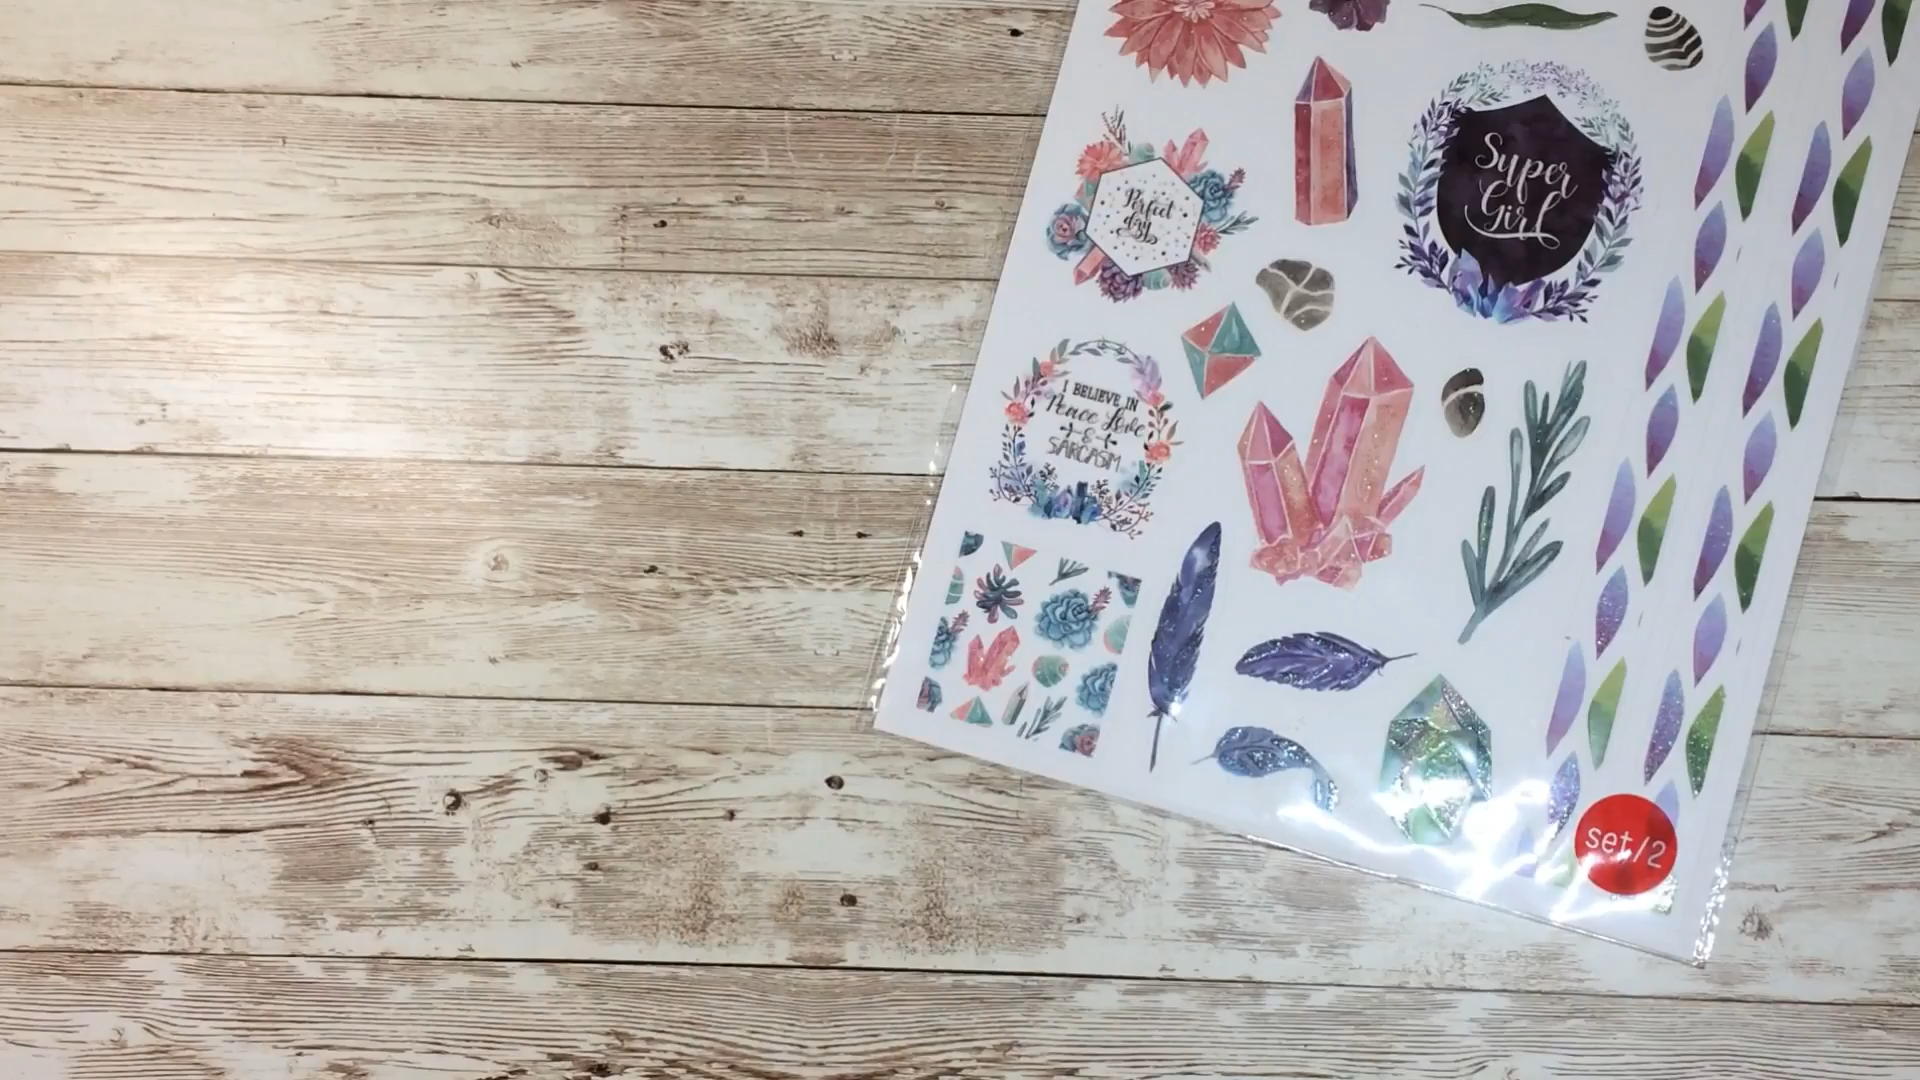 Super
Girl
Perfect
day
I BELIEVE IN
Peace Love
&
SARCASM
set/2